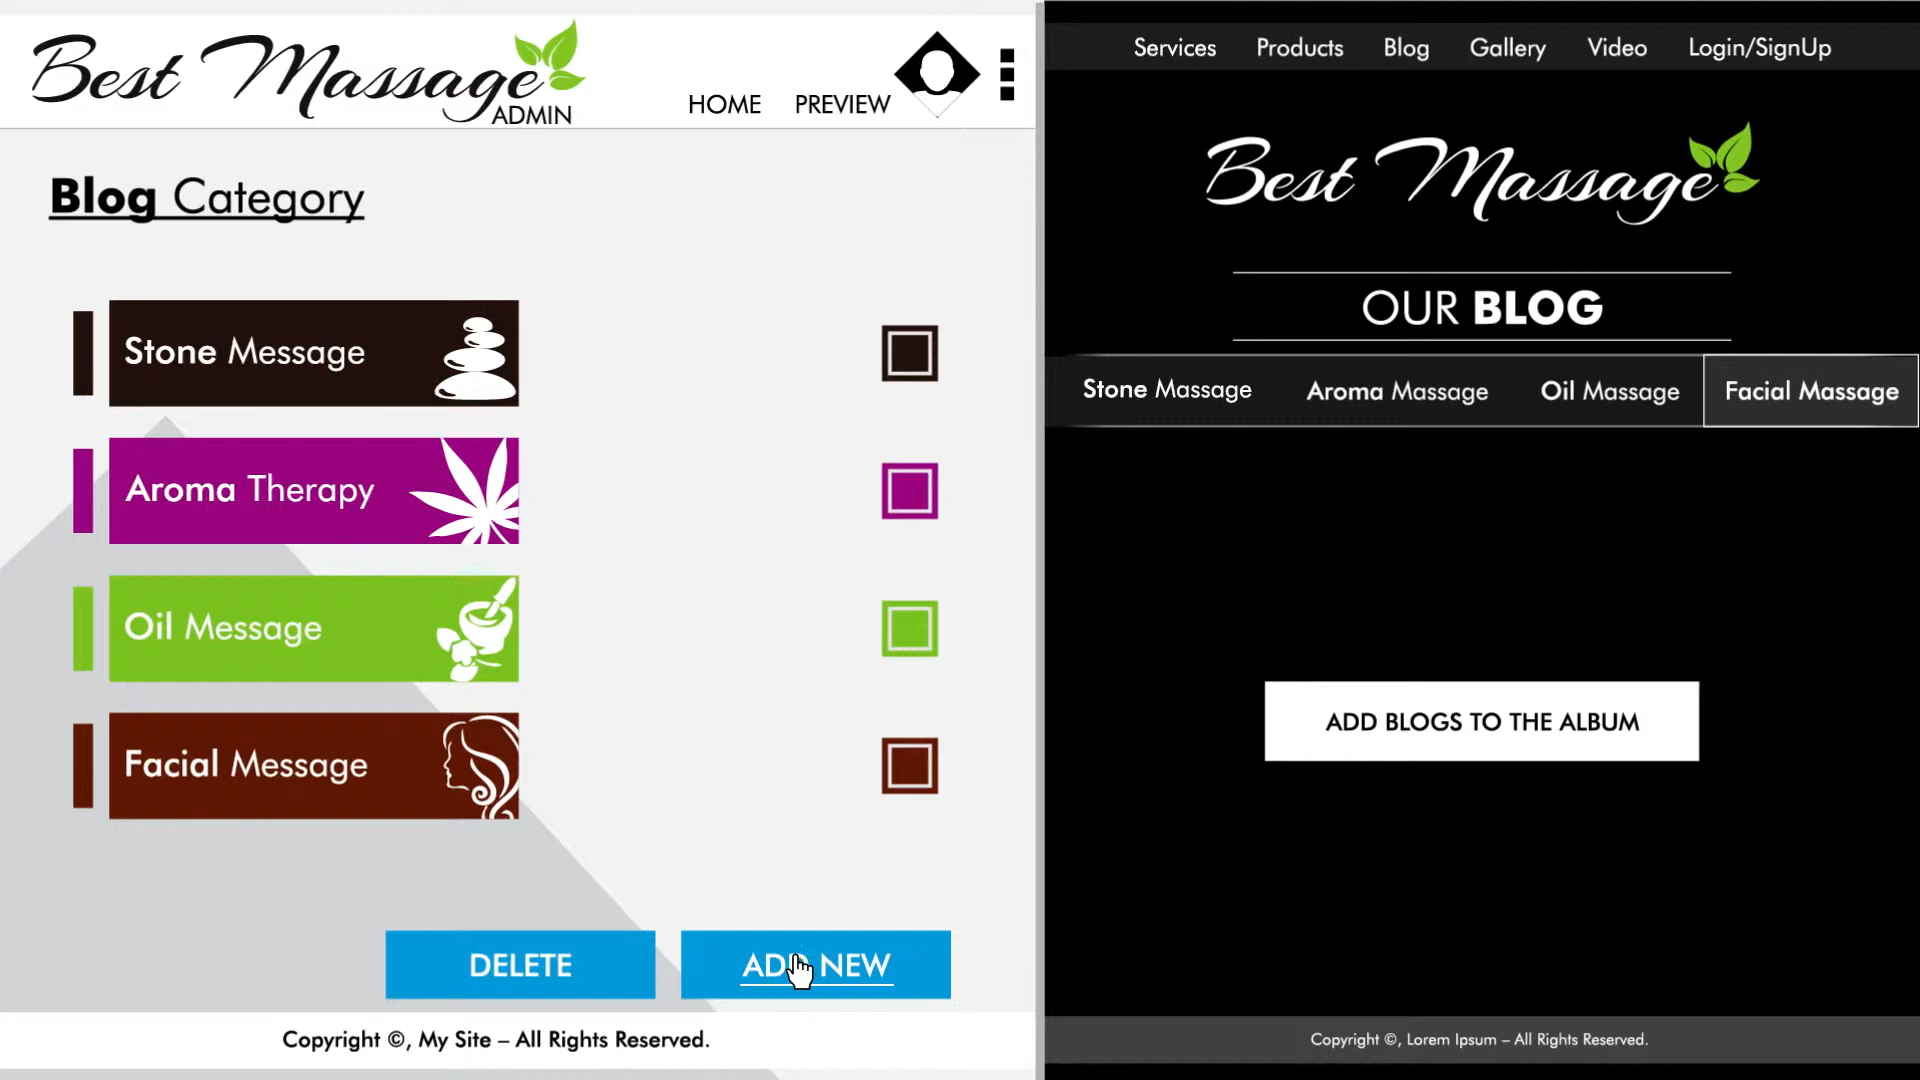 Best Massage
ADMIN
HOME PREVIEW
Blog Category
Stone Message
Aroma Therapy
Oil Message
Facial Message
DELETE ADD NEW
Copyright ©, My Site – All Rights Reserved.
Services Products Blog Gallery Video Login/SignUp
Best Massage
OUR BLOG
Stone Massage Aroma Massage Oil Massage Facial Massage
ADD BLOGS TO THE ALBUM
Copyright ©, Lorem Ipsum – All Rights Reserved.